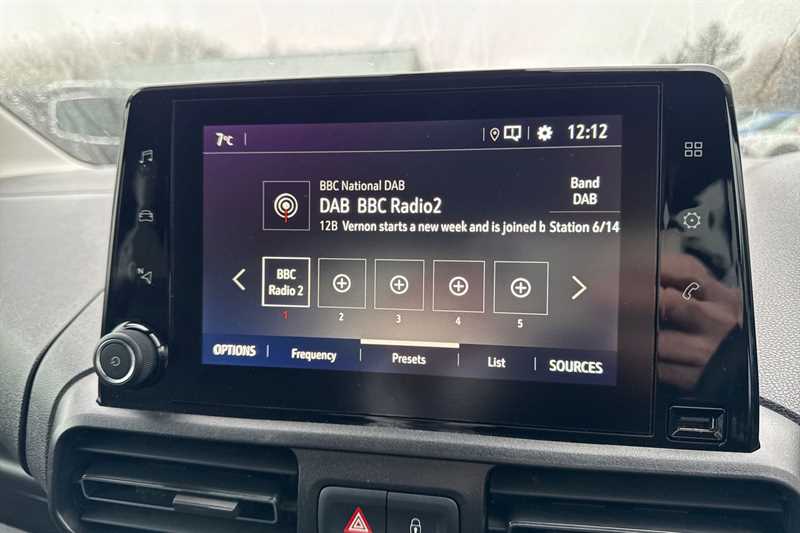 7°C
12:12
BBC National DAB
DAB BBC Radio2
12B Vernon starts a new week and is joined b
Band
DAB
Station 6/14
BBC
Radio 2
1
2
3
4
5
OPTIONS
Frequency
Presets
List
SOURCES
N